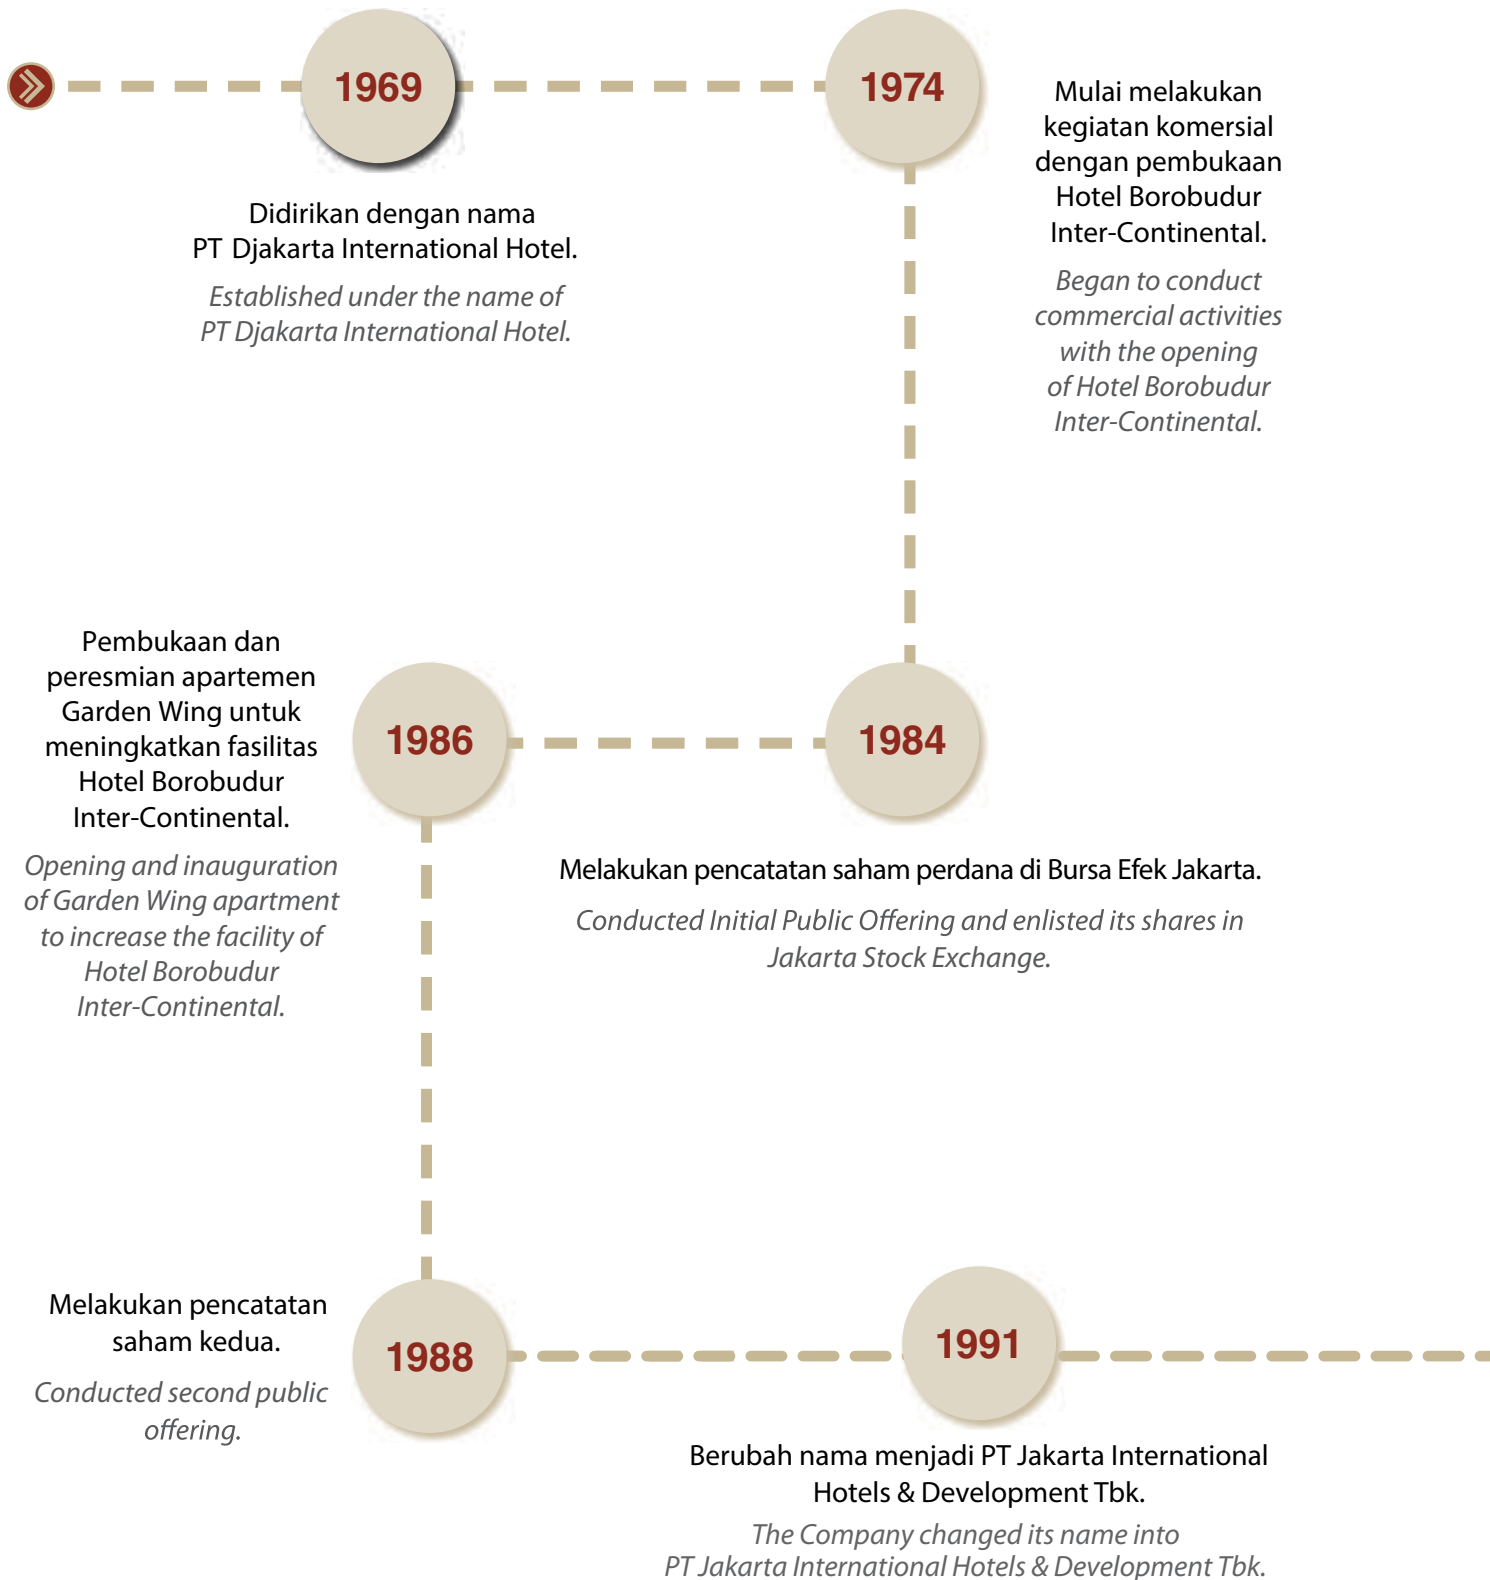 1969
Didirikan dengan nama
PT Djakarta International Hotel.
Established under the name of
PT Djakarta International Hotel.
1974
Mulai melakukan
kegiatan komersial
dengan pembukaan
Hotel Borobudur
Inter-Continental.
Began to conduct
commercial activities
with the opening
of Hotel Borobudur
Inter-Continental.
1984
Melakukan pencatatan saham perdana di Bursa Efek Jakarta.
Conducted Initial Public Offering and enlisted its shares in
Jakarta Stock Exchange.
1986
Pembukaan dan
peresmian apartemen
Garden Wing untuk
meningkatkan fasilitas
Hotel Borobudur
Inter-Continental.
Opening and inauguration
of Garden Wing apartment
to increase the facility of
Hotel Borobudur
Inter-Continental.
1988
Melakukan pencatatan
saham kedua.
Conducted second public
offering.
1991
Berubah nama menjadi PT Jakarta International
Hotels & Development Tbk.
The Company changed its name into
PT Jakarta International Hotels & Development Tbk.